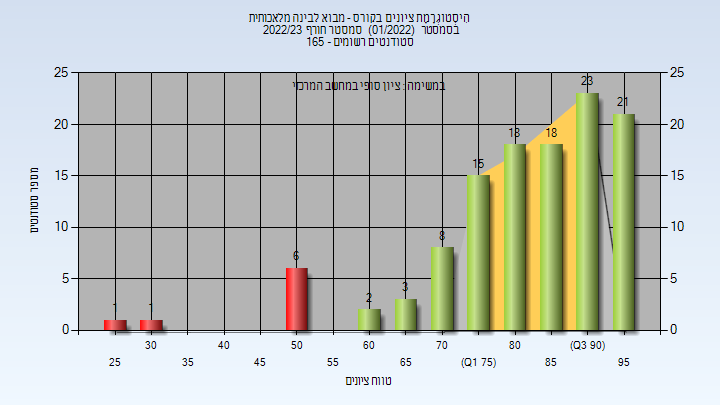 היסטוגרמת ציונים בקורס - מבוא לבינה מלאכותית
בסמסטר (01/2022) סמסטר חורף 2022/23
סטודנטים רשומים - 165
במשימה : ציון סופי במחשב המרכזי
25 25
20 20
15 15
10 10
5 5
0 0
מספר סטודנטים
1 1 6 2 3 8 15 18 18 23 21
30 40 50 60 70 80 (Q3 90)
25 35 45 55 65 (Q1 75) 85 95
טווח ציונים